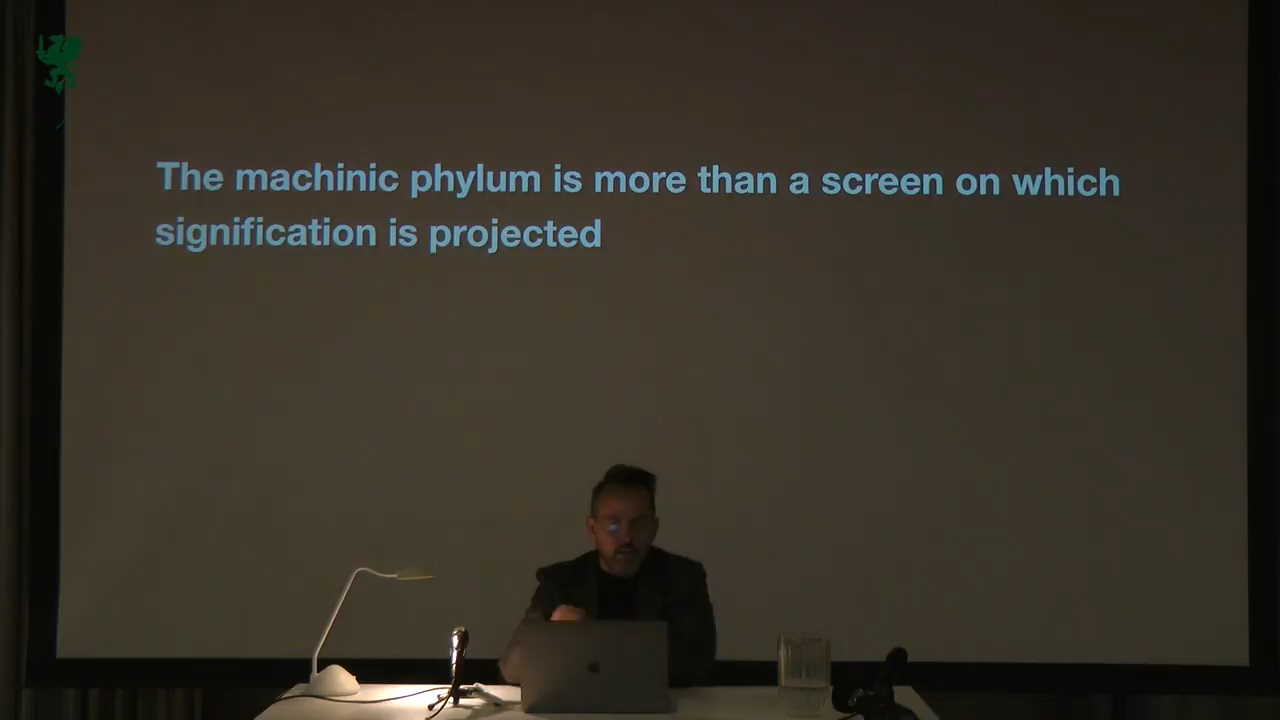 The machinic phylum is more than a screen on which
signification is projected